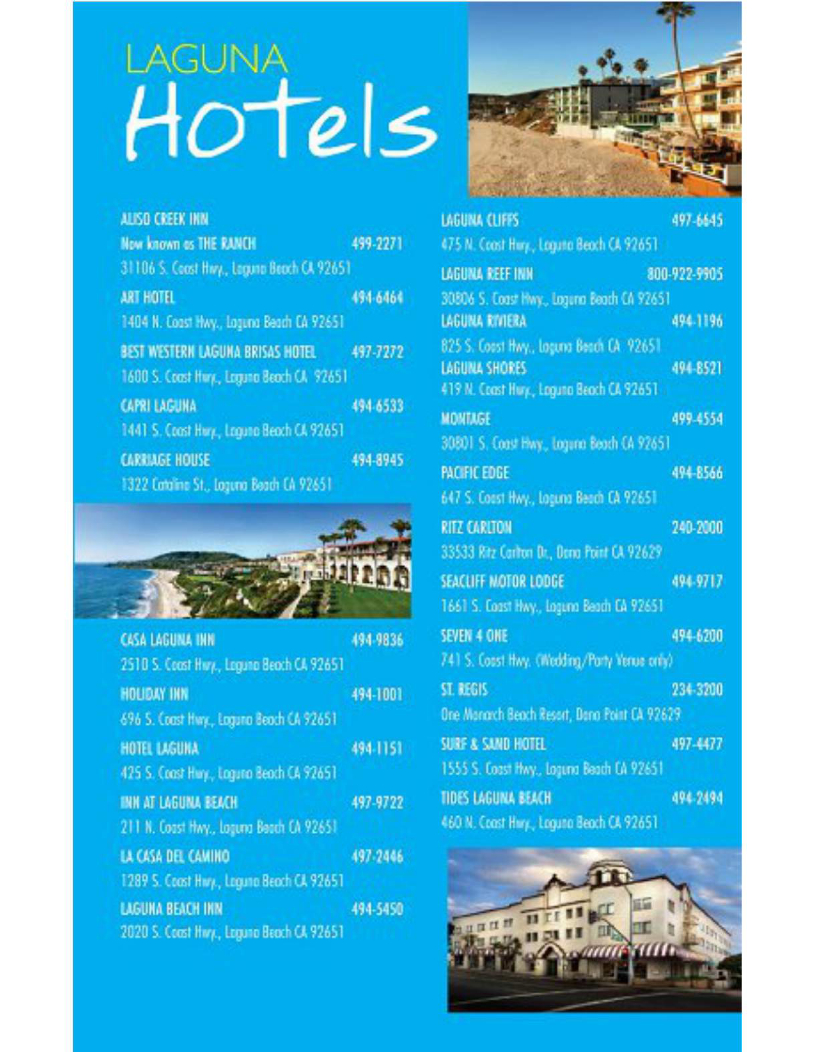 LAGUNA
Hotels
ALISO CREEK INN
Now known as THE RANCH 499-2271
31106 S. Coast Hwy., Laguna Beach CA 92651
ART HOTEL 494-6464
1404 N. Coast Hwy., Laguna Beach CA 92651
BEST WESTERN LAGUNA BRISAS HOTEL 497-7272
1600 S. Coast Hwy., Laguna Beach CA 92651
CAPRI LAGUNA 494-6533
1441 S. Coast Hwy., Laguna Beach CA 92651
CARRIAGE HOUSE 494-8945
1322 Catalina St., Laguna Beach CA 92651
CASA LAGUNA INN 494-9836
2510 S. Coast Hwy., Laguna Beach CA 92651
HOLIDAY INN 494-1001
696 S. Coast Hwy., Laguna Beach CA 92651
HOTEL LAGUNA 494-1151
425 S. Coast Hwy., Laguna Beach CA 92651
INN AT LAGUNA BEACH 497-9722
211 N. Coast Hwy., Laguna Beach CA 92651
LA CASA DEL CAMINO 497-2446
1289 S. Coast Hwy., Laguna Beach CA 92651
LAGUNA BEACH INN 494-5450
2020 S. Coast Hwy., Laguna Beach CA 92651
LAGUNA CLIFFS 497-6645
475 N. Coast Hwy., Laguna Beach CA 92651
LAGUNA REEF INN 800-922-9905
30806 S. Coast Hwy., Laguna Beach CA 92651
LAGUNA RIVIERA 494-1196
825 S. Coast Hwy., Laguna Beach CA 92651
LAGUNA SHORES 494-8521
419 N. Coast Hwy., Laguna Beach CA 92651
MONTAGE 499-4554
30801 S. Coast Hwy., Laguna Beach CA 92651
PACIFIC EDGE 494-8566
647 S. Coast Hwy., Laguna Beach CA 92651
RITZ CARLTON 240-2000
33533 Ritz Carlton Dr., Dana Point CA 92629
SEACLIFF MOTOR LODGE 494-9717
1661 S. Coast Hwy., Laguna Beach CA 92651
SEVEN 4 ONE 494-6200
741 S. Coast Hwy. (Wedding/Party Venue only)
ST. REGIS 234-3200
One Monarch Beach Resort, Dana Point CA 92629
SURF & SAND HOTEL 497-4477
1555 S. Coast Hwy., Laguna Beach CA 92651
TIDES LAGUNA BEACH 494-2494
460 N. Coast Hwy., Laguna Beach CA 92651